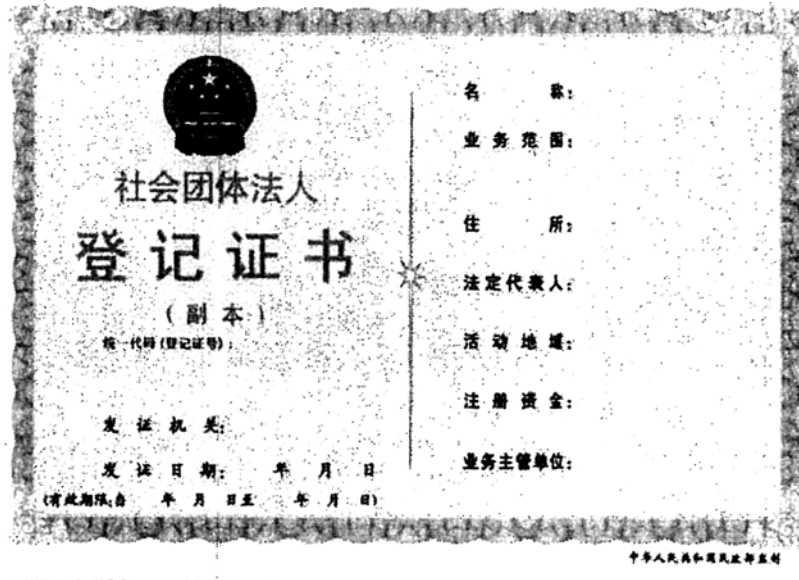 社会团体法人
登记证书
（副本）
统一代码(登记证号)：
发证机关：
发证日期： 年 月 日
(有效期限:自 年 月 日至 年 月 日)
名称：
业务范围：
住所：
法定代表人：
活动地域：
注册资金：
业务主管单位：
中华人民共和国民政部监制